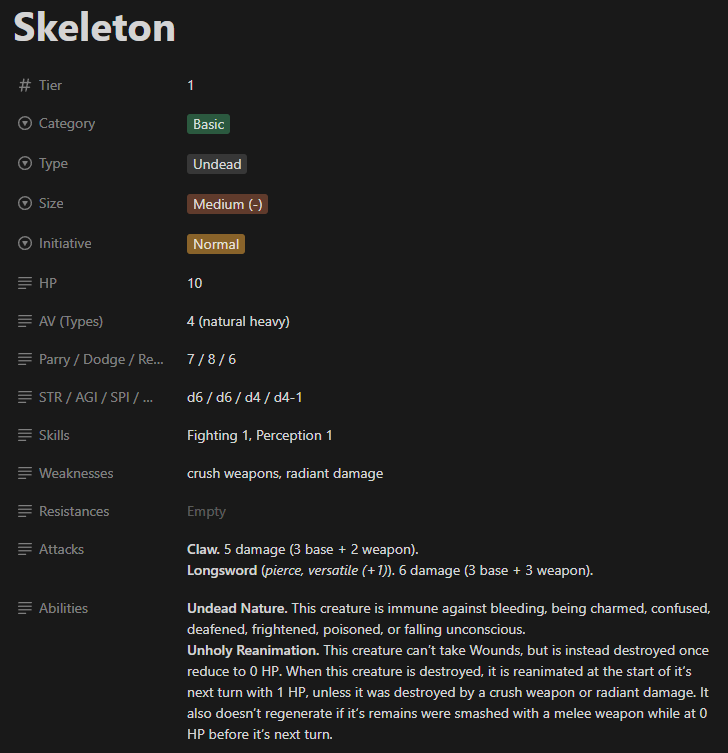 Skeleton
# Tier 1
Category Basic
Type Undead
Size Medium (-)
Initiative Normal
HP 10
AV (Types) 4 (natural heavy)
Parry / Dodge / Re... 7 / 8 / 6
STR / AGI / SPI / ... d6 / d6 / d4 / d4-1
Skills Fighting 1, Perception 1
Weaknesses crush weapons, radiant damage
Resistances Empty
Attacks Claw. 5 damage (3 base + 2 weapon).
Longsword (pierce, versatile (+1)). 6 damage (3 base + 3 weapon).
Abilities Undead Nature. This creature is immune against bleeding, being charmed, confused,
deafened, frightened, poisoned, or falling unconscious.
Unholy Reanimation. This creature can't take Wounds, but is instead destroyed once
reduce to 0 HP. When this creature is destroyed, it is reanimated at the start of it's
next turn with 1 HP, unless it was destroyed by a crush weapon or radiant damage. It
also doesn't regenerate if it's remains were smashed with a melee weapon while at 0
HP before it's next turn.